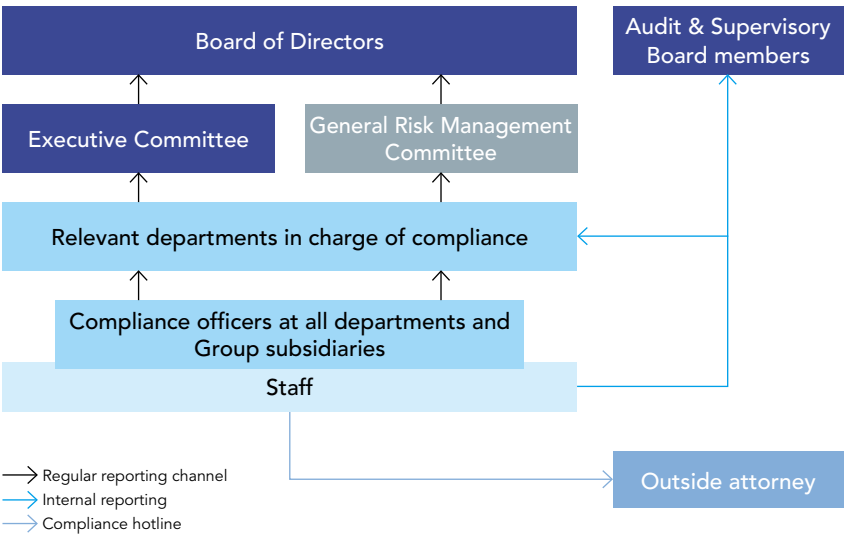 Board of Directors
Audit & Supervisory
Board members
Executive Committee
General Risk Management
Committee
Relevant departments in charge of compliance
Compliance officers at all departments and
Group subsidiaries
Staff
Outside attorney
Regular reporting channel
Internal reporting
Compliance hotline